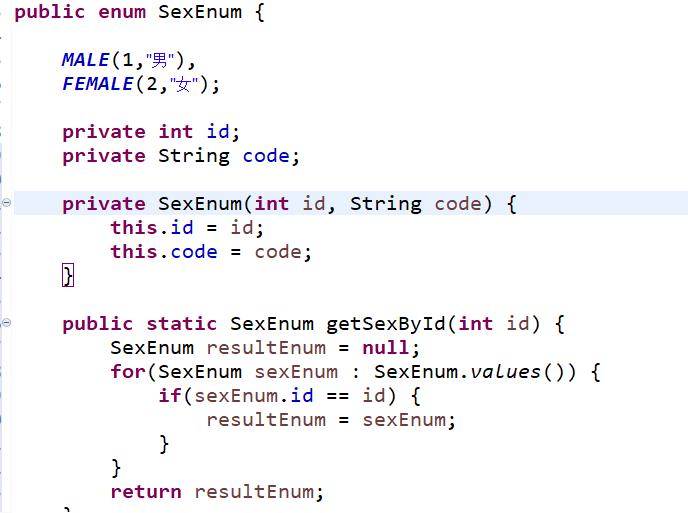 public enum SexEnum {
MALE(1,"男"),
FEMALE(2,"女");
private int id;
private String code;
private SexEnum(int id, String code) {
this.id = id;
this.code = code;
}
public static SexEnum getSexById(int id) {
SexEnum resultEnum = null;
for(SexEnum sexEnum : SexEnum.values()) {
if(sexEnum.id == id) {
resultEnum = sexEnum;
}
}
return resultEnum;